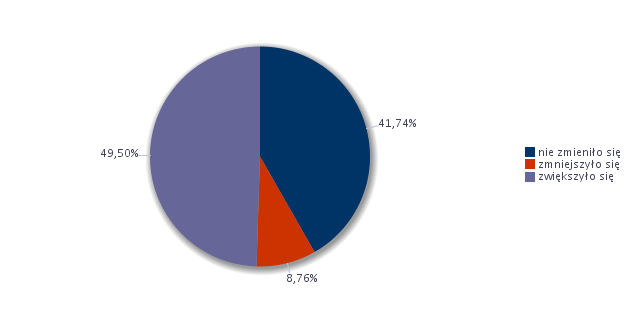 41,74%
49,50%
nie zmieniło się
zmniejszyło się
zwiększyło się
8,76%